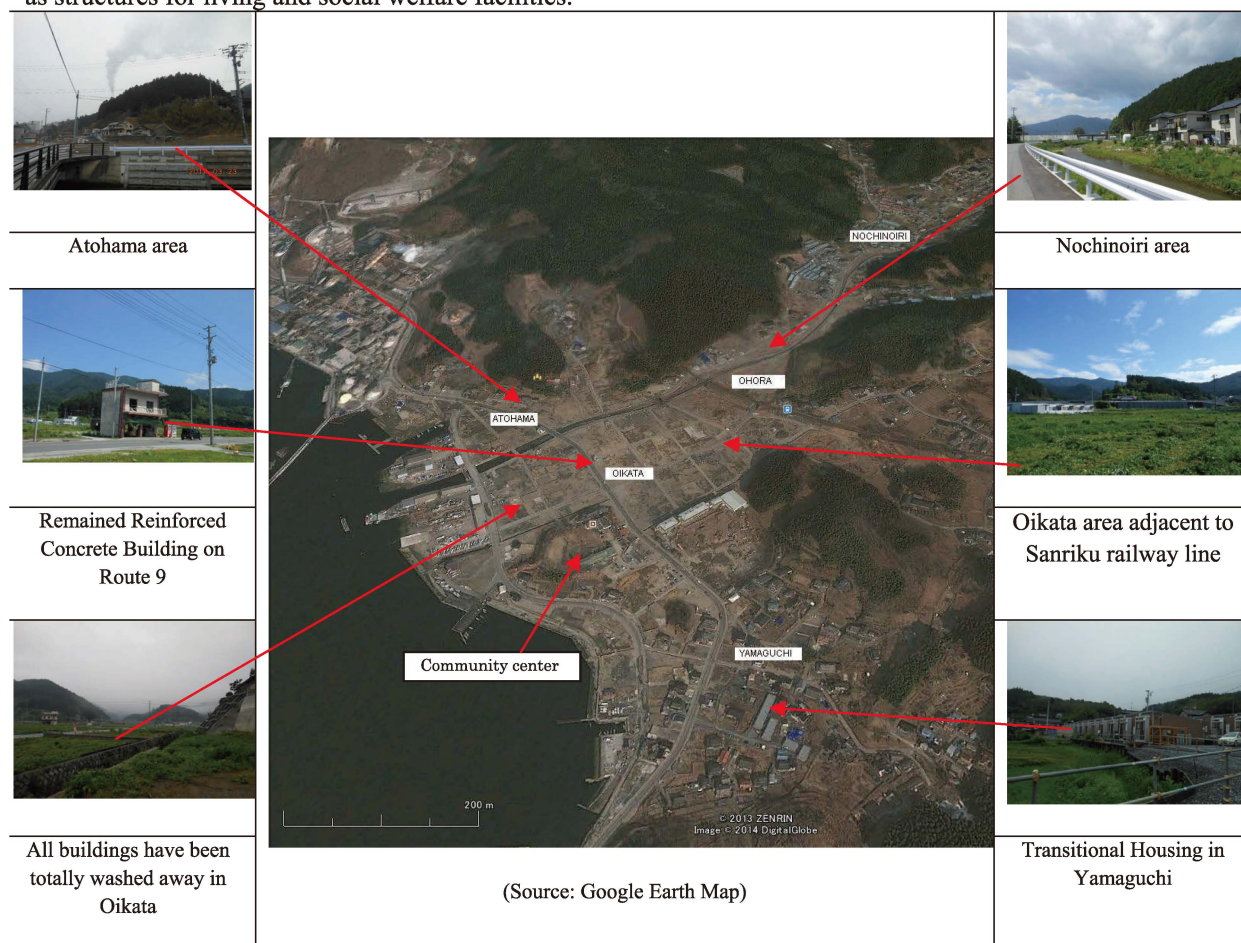 as structures for living and social welfare facilities.
Atohama area
Remained Reinforced
Concrete Building on
Route 9
All buildings have been
totally washed away in
Oikata
NOCHINOIRI
OHORA
ATOHAMA
OIKATA
YAMAGUCHI
Community center
200 m
© 2013 ZENRIN
Image © 2014 DigitalGlobe
(Source: Google Earth Map)
Nochinoiri area
Oikata area adjacent to
Sanriku railway line
Transitional Housing in
Yamaguchi